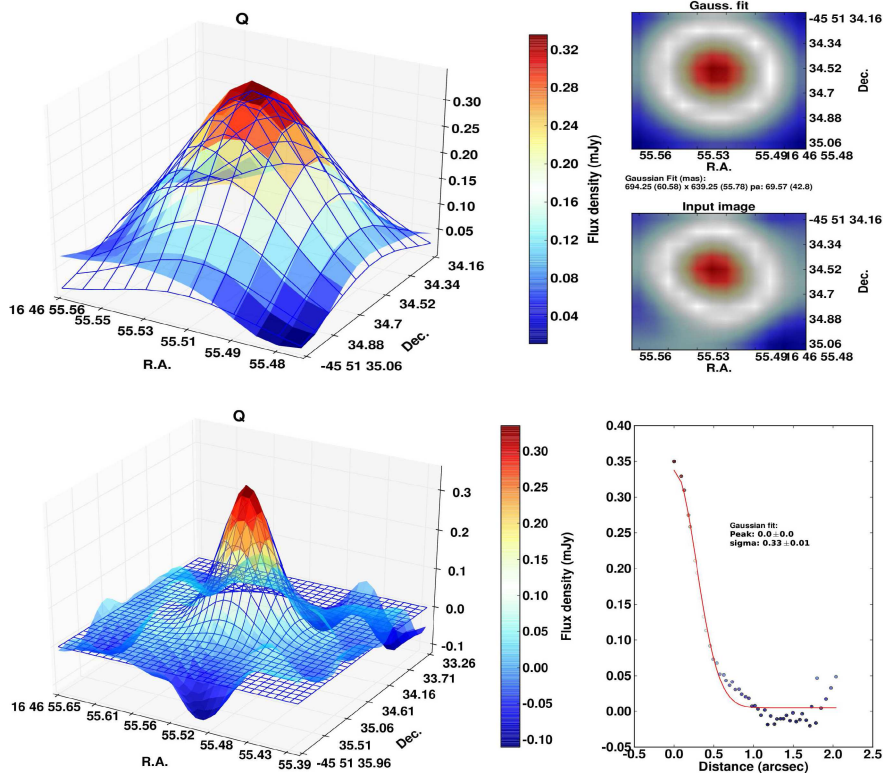 Q
0.30
0.25
0.20
0.15
0.10
0.05
34.16
34.34
34.52
34.7
34.88
-45 51 35.06
Dec.
16 46 55.56
55.55
55.53
55.51
55.49
55.48
R.A.
0.32
0.28
0.24
0.20
0.16
0.12
0.08
0.04
Flux density (mJy)
Gauss. fit
-45 51 34.16
34.34
34.52
34.7
34.88
35.06
Dec.
55.56 55.53 55.49 16 46 55.48
R.A.
Gaussian Fit (mas):
694.25 (60.58) x 639.25 (55.78) pa: 69.57 (42.8)
Input image
-45 51 34.16
34.34
34.52
34.7
34.88
35.06
Dec.
55.56 55.53 55.49 16 46 55.48
R.A.
Q
0.3
0.2
0.1
0.0
-0.1
33.26
33.71
34.16
34.61
35.06
35.51
-45 51 35.96
Dec.
16 46 55.65
55.61
55.56
55.52
55.48
55.43
55.39
R.A.
0.30
0.25
0.20
0.15
0.10
0.05
0.00
-0.05
-0.10
Flux density (mJy)
0.40
0.35
0.30
0.25
0.20
0.15
0.10
0.05
0.00
-0.05
Gaussian fit:
Peak: 0.0±0.0
sigma: 0.33±0.01
-0.5 0.0 0.5 1.0 1.5 2.0 2.5
Distance (arcsec)